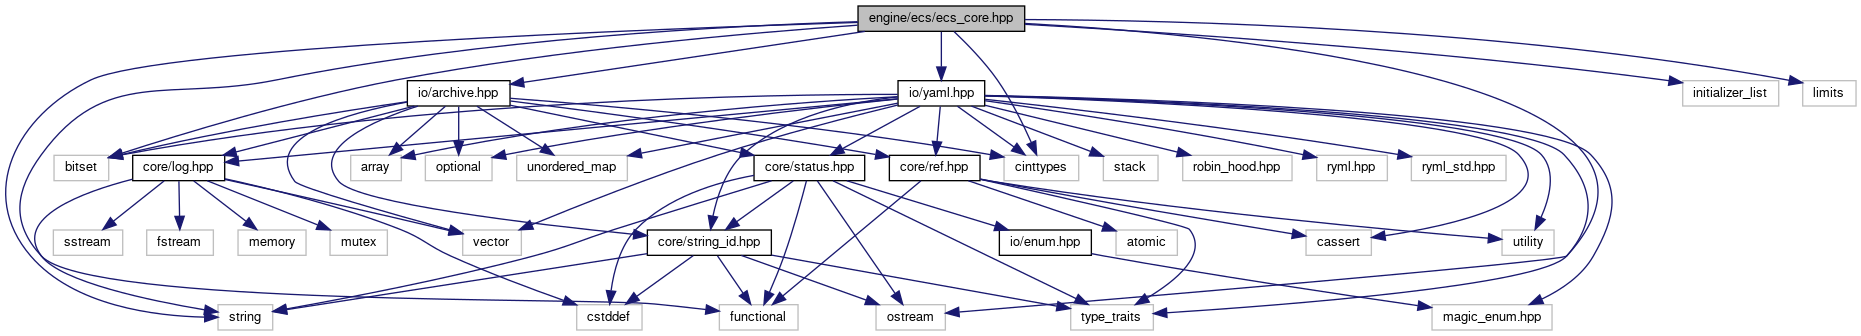 engine/ecs/ecs_core.hpp
io/archive.hpp
io/yaml.hpp
initializer_list
limits
bitset
core/log.hpp
array
optional
unordered_map
core/status.hpp
core/ref.hpp
cinttypes
stack
robin_hood.hpp
ryml.hpp
ryml_std.hpp
sstream
fstream
memory
mutex
vector
core/string_id.hpp
io/enum.hpp
atomic
cassert
utility
string
cstddef
functional
ostream
type_traits
magic_enum.hpp